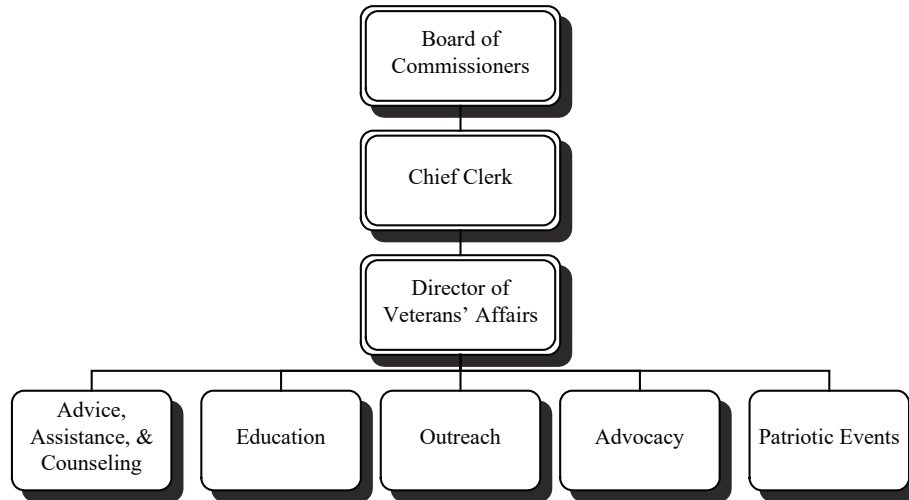 Board of
Commissioners
Chief Clerk
Director of
Veterans’ Affairs
Advice,
Assistance, &
Counseling
Education
Outreach
Advocacy
Patriotic Events